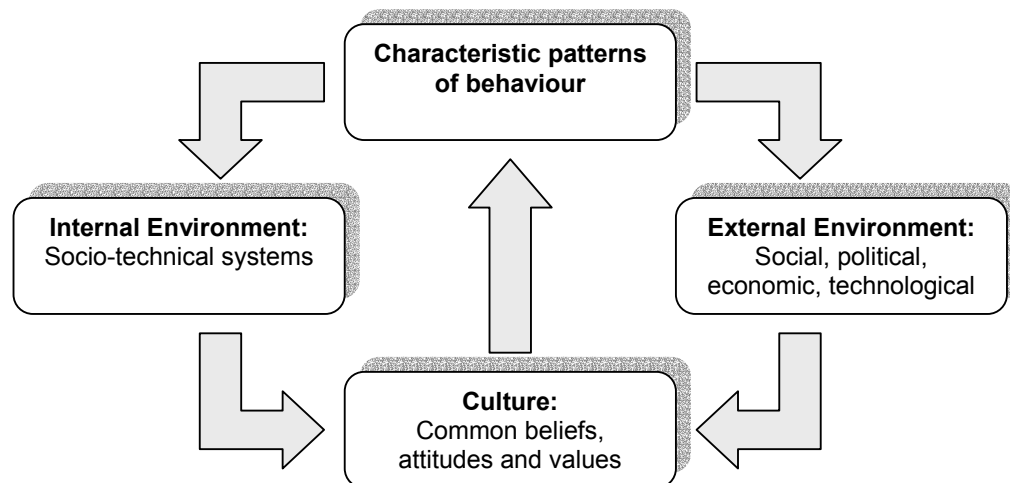 Characteristic patterns
of behaviour
Internal Environment:
Socio-technical systems
External Environment:
Social, political,
economic, technological
Culture:
Common beliefs,
attitudes and values